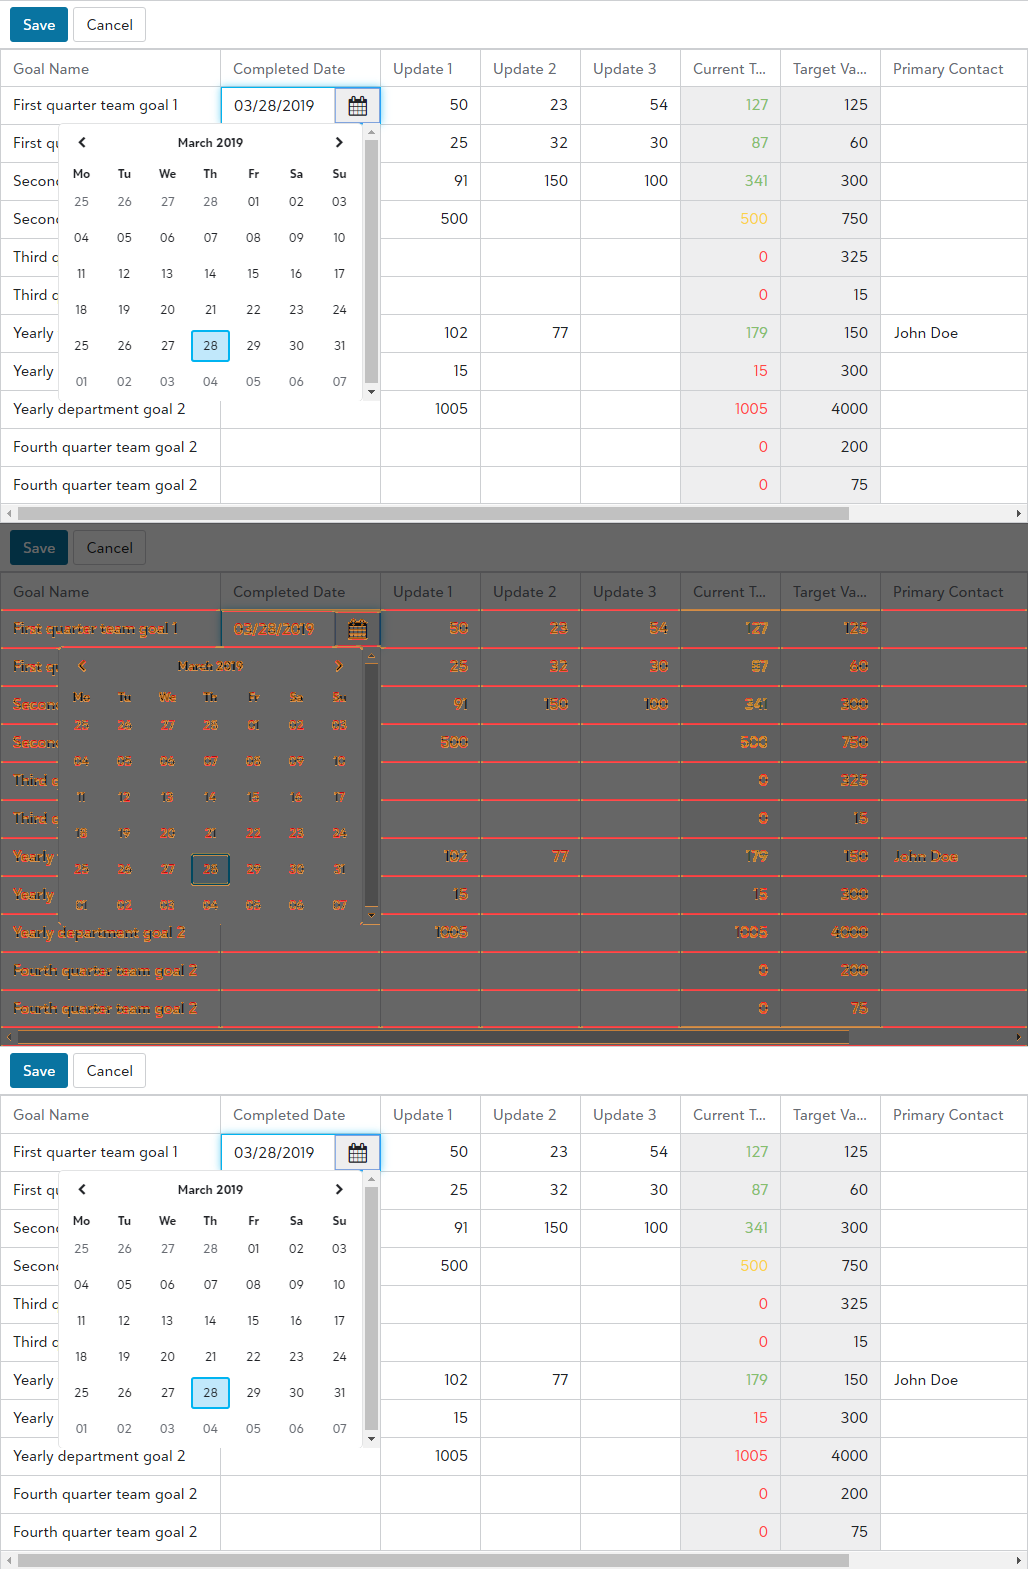 Save Cancel
Goal Name Completed Date Update 1 Update 2 Update 3 Current T... Target Va... Primary Contact
First quarter team goal 1 03/28/2019 50 23 54 127 125
First 25 32 30 87 60
March 2019
Mo Tu We Th Fr Sa Su
91 150 100 341 300
25 26 27 28 01 02 03
500 500 750
04 05 06 07 08 09 10
Third 0 325
11 12 13 14 15 16 17
Third 0 15
18 19 20 21 22 23 24
Yearly 102 77 179 150 John Doe
25 26 27 28 29 30 31
Yearly 15 15 300
01 02 03 04 05 06 07
Yearly department goal 2 1005 1005 4000
Fourth quarter team goal 2 0 200
Fourth quarter team goal 2 0 75
Save Cancel
Goal Name Completed Date Update 1 Update 2 Update 3 Current T... Target Va... Primary Contact
First quarter team goal 1 03/28/2019 50 23 54 127 125
First 25 32 30 87 60
March 2019
Mo Tu We Th Fr Sa Su
91 150 100 341 300
25 26 27 28 01 02 03
500 500 750
04 05 06 07 08 09 10
Third 0 325
11 12 13 14 15 16 17
Third 0 15
18 19 20 21 22 23 24
Yearly 102 77 179 150 John Doe
25 26 27 28 29 30 31
Yearly 15 15 300
01 02 03 04 05 06 07
Yearly department goal 2 1005 1005 4000
Fourth quarter team goal 2 0 200
Fourth quarter team goal 2 0 75
Save Cancel
Goal Name Completed Date Update 1 Update 2 Update 3 Current T... Target Va... Primary Contact
First quarter team goal 1 03/28/2019 50 23 54 127 125
First 25 32 30 87 60
March 2019
Mo Tu We Th Fr Sa Su
91 150 100 341 300
25 26 27 28 01 02 03
500 500 750
04 05 06 07 08 09 10
Third 0 325
11 12 13 14 15 16 17
Third 0 15
18 19 20 21 22 23 24
Yearly 102 77 179 150 John Doe
25 26 27 28 29 30 31
Yearly 15 15 300
01 02 03 04 05 06 07
Yearly department goal 2 1005 1005 4000
Fourth quarter team goal 2 0 200
Fourth quarter team goal 2 0 75